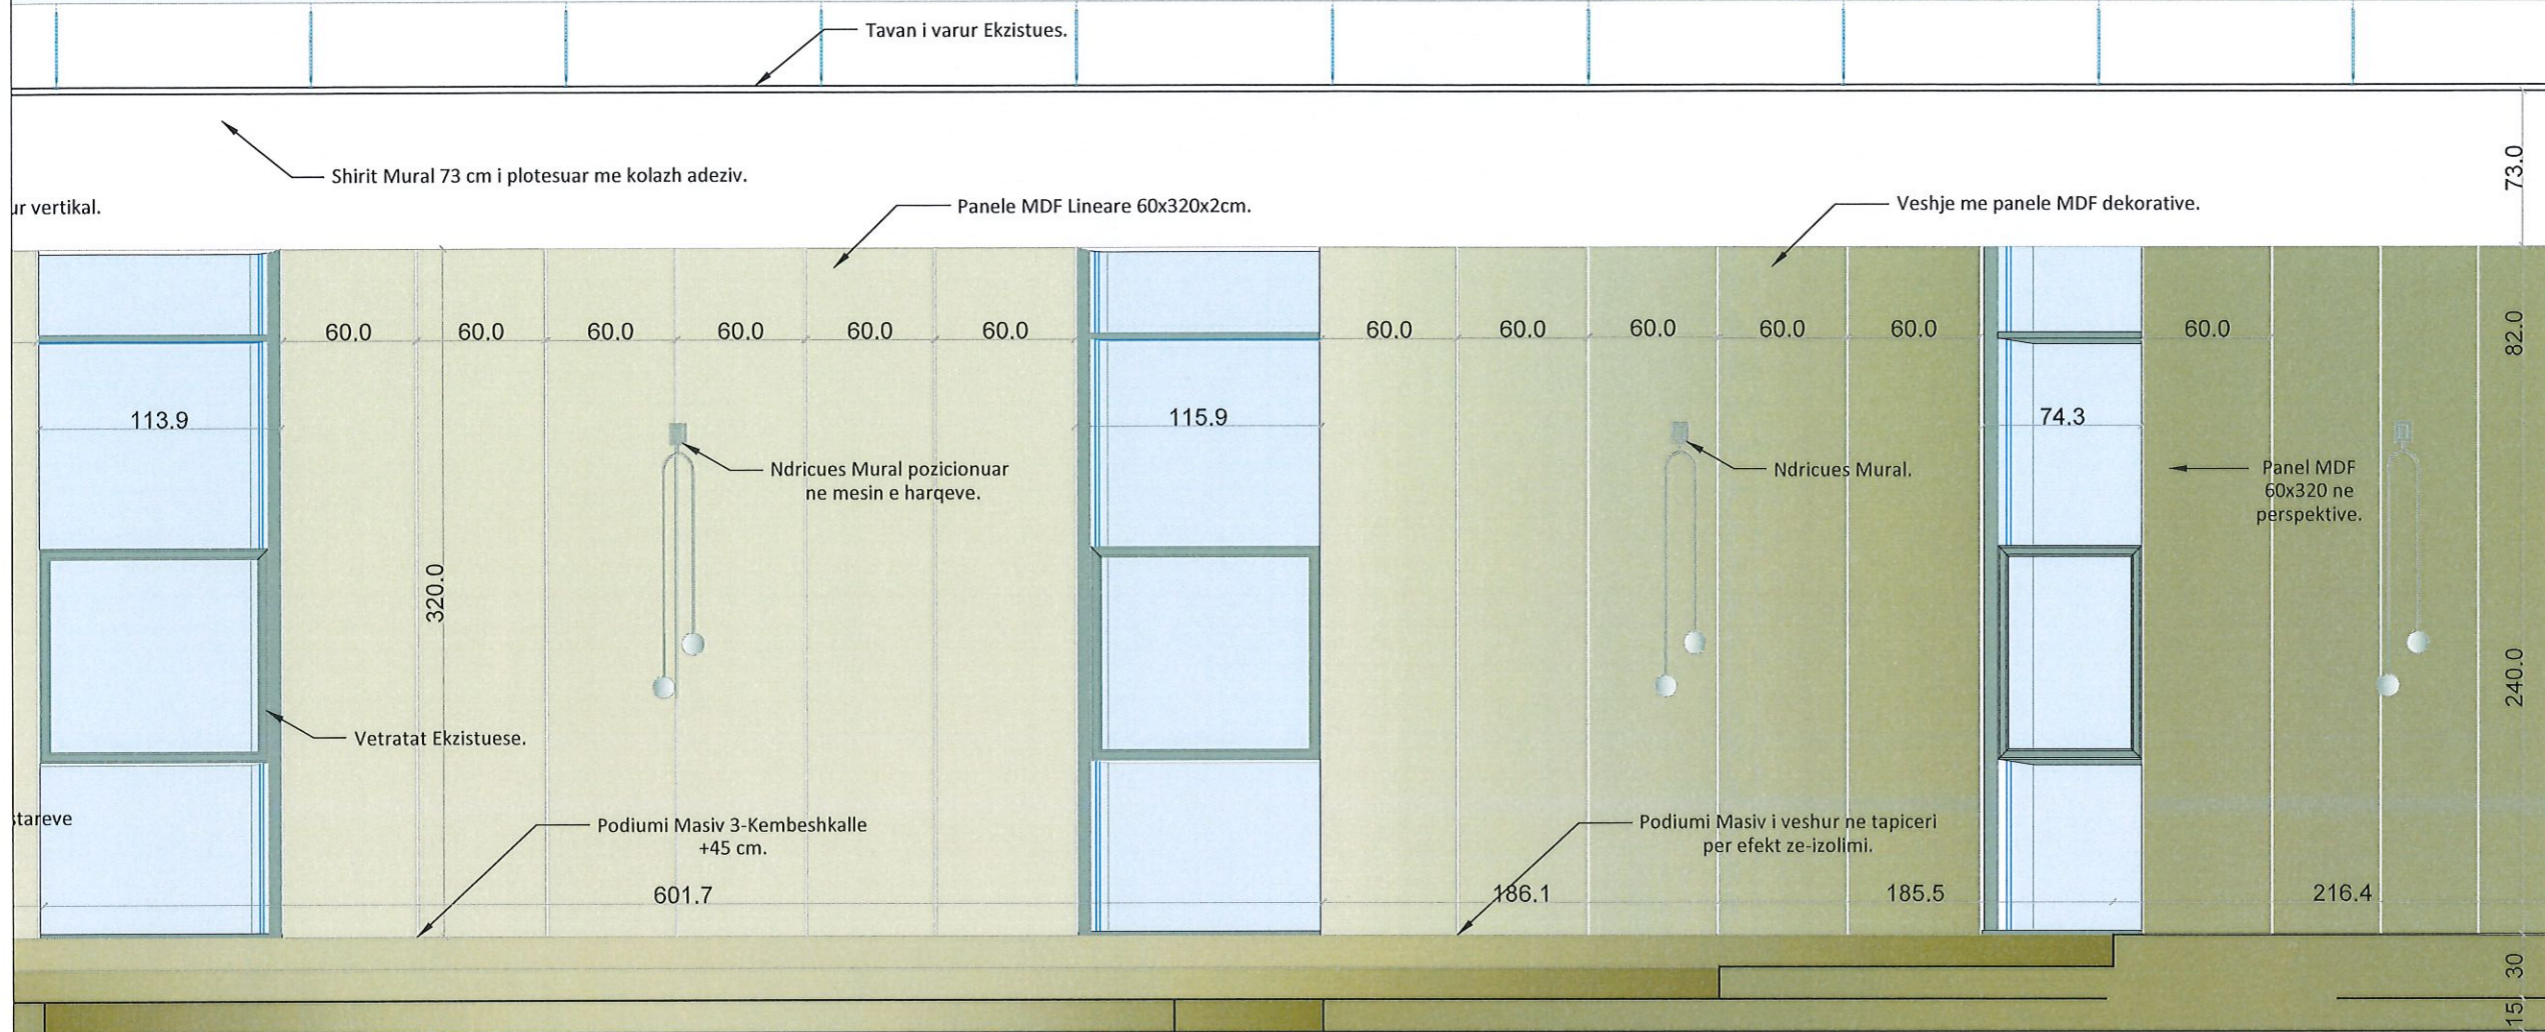 Tavan i varur Ekzistues.
Shirit Mural 73 cm i plotesuar me kolazh adeziv.
73.0
ur vertikal.
Panele MDF Lineare 60x320x2cm.
Veshje me panele MDF dekorative.
60.0 60.0 60.0 60.0 60.0 60.0
60.0 60.0 60.0 60.0 60.0
60.0
82.0
113.9
115.9
74.3
Ndricues Mural pozicionuar
ne mesin e harqeve.
Ndricues Mural.
Panel MDF
60x320 ne
perspektive.
320.0
240.0
Vetratat Ekzistuese.
stareve
Podiumi Masiv 3-Kembeshkalle
+45 cm.
Podiumi Masiv i veshur ne tapiceri
per efekt ze-izolimi.
601.7
186.1
185.5
216.4
30
15